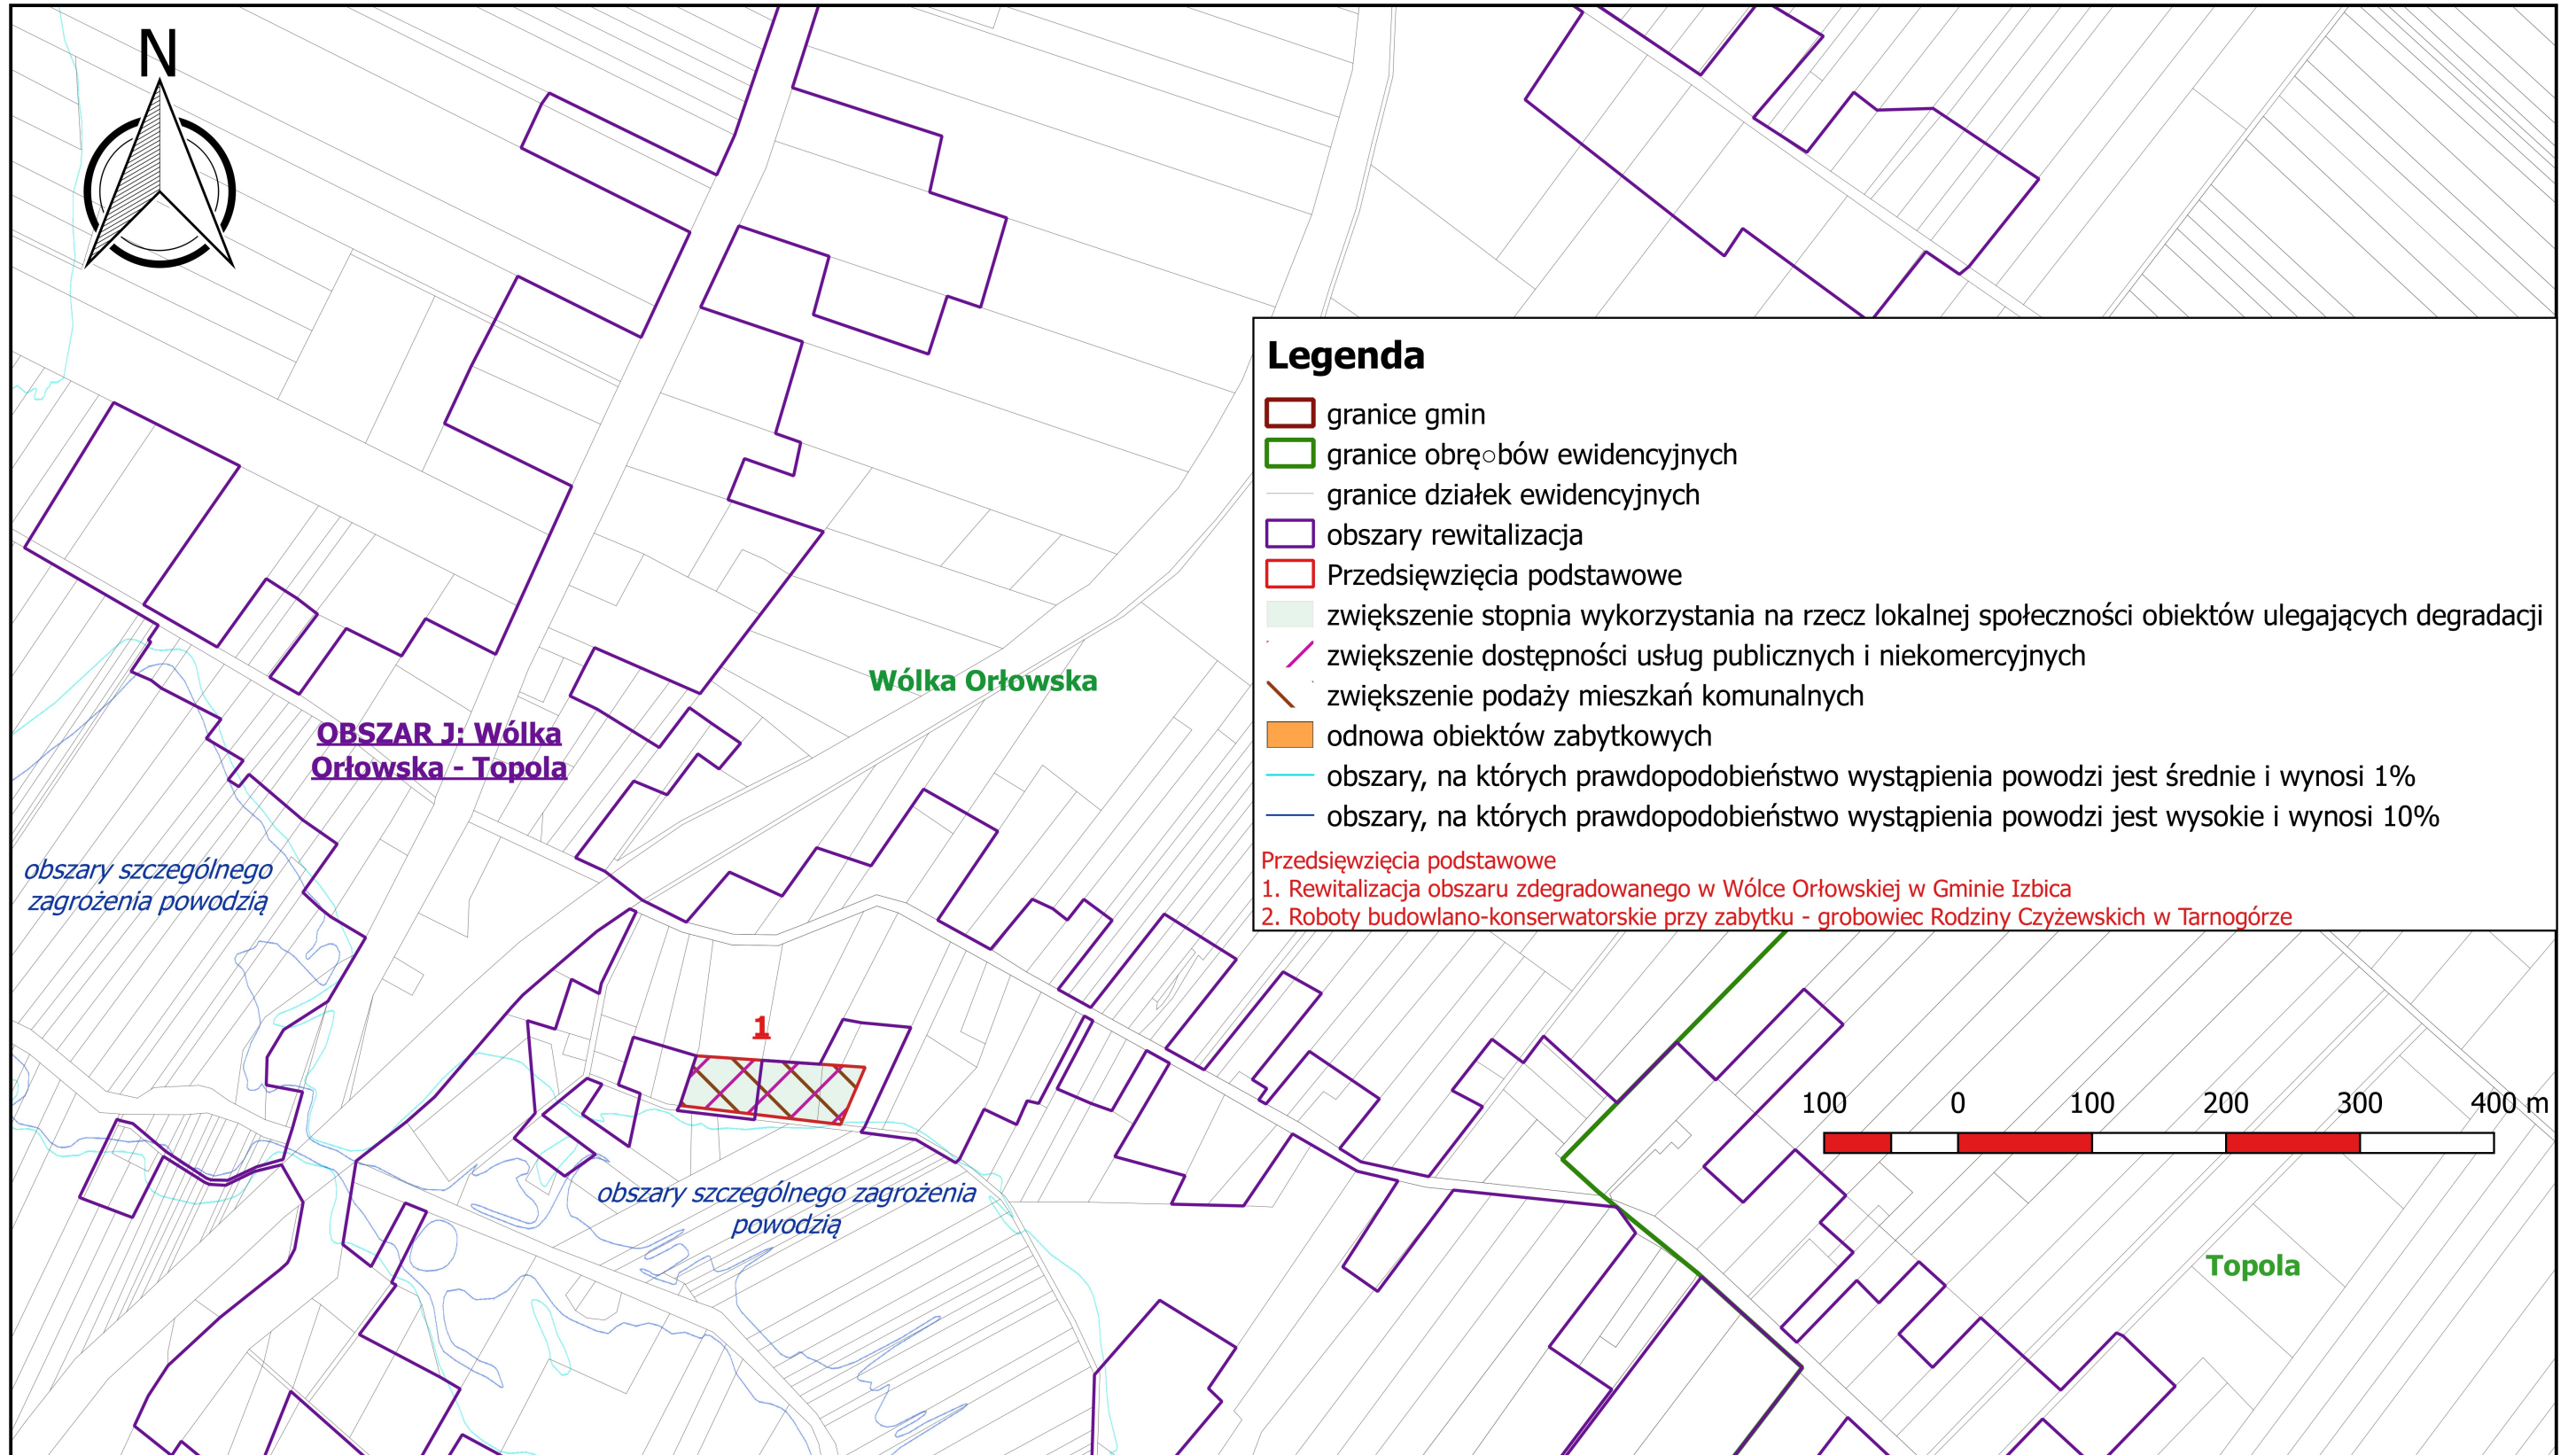 N
Legenda
granice gmin
granice obrę○bów ewidencyjnych
granice działek ewidencyjnych
obszary rewitalizacja
Przedsięwzięcia podstawowe
zwiększenie stopnia wykorzystania na rzecz lokalnej społeczności obiektów ulegających degradacji
zwiększenie dostępności usług publicznych i niekomercyjnych
zwiększenie podaży mieszkań komunalnych
odnowa obiektów zabytkowych
obszary, na których prawdopodobieństwo wystąpienia powodzi jest średnie i wynosi 1%
obszary, na których prawdopodobieństwo wystąpienia powodzi jest wysokie i wynosi 10%
Przedsięwzięcia podstawowe
1. Rewitalizacja obszaru zdegradowanego w Wólce Orłowskiej w Gminie Izbica
2. Roboty budowlano-konserwatorskie przy zabytku - grobowiec Rodziny Czyżewskich w Tarnogórze
Wólka Orłowska
OBSZAR J: Wólka
Orłowska - Topola
obszary szczególnego
zagrożenia powodzią
1
100 0 100 200 300 400 m
obszary szczególnego zagrożenia
powodzią
Topola